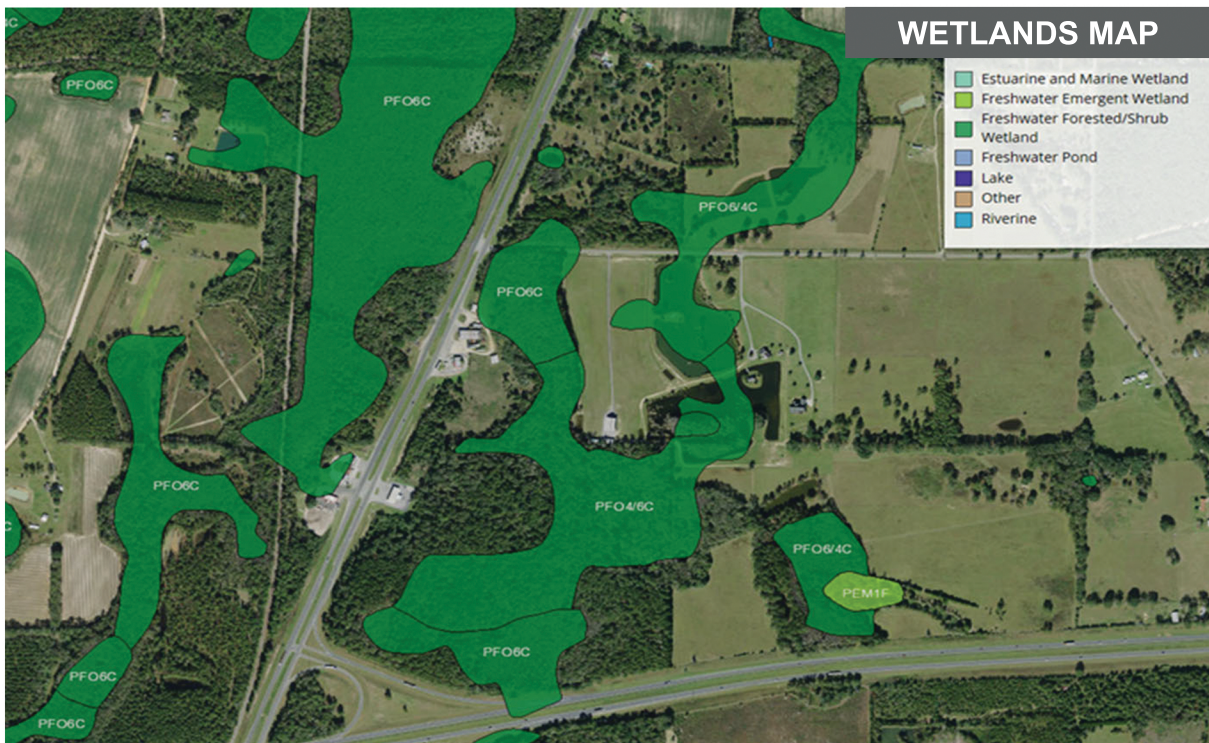 WETLANDS MAP
Estuarine and Marine Wetland
Freshwater Emergent Wetland
Freshwater Forested/Shrub
Wetland
Freshwater Pond
Lake
Other
Riverine
PFO6C
PFO6C
PFO6/4C
PFO6C
PFO6C
PFO4/6C
PFO6/4C
PEM1F
PFO6C
PFO6C
PFO6C